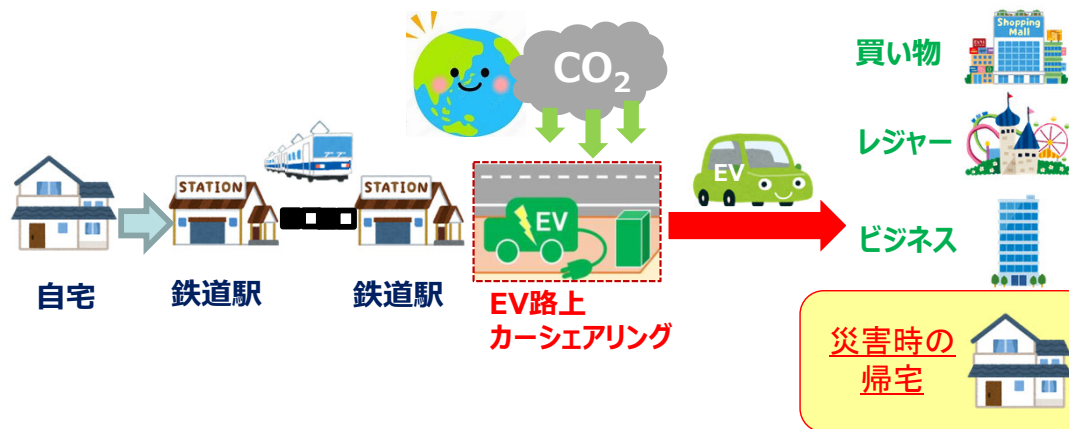 CO2
買い物
Shopping
Mall
レジャー
EV
STATION
STATION
EV
ビジネス
自宅
鉄道駅
鉄道駅
EV路上
カーシェアリング
災害時の
帰宅